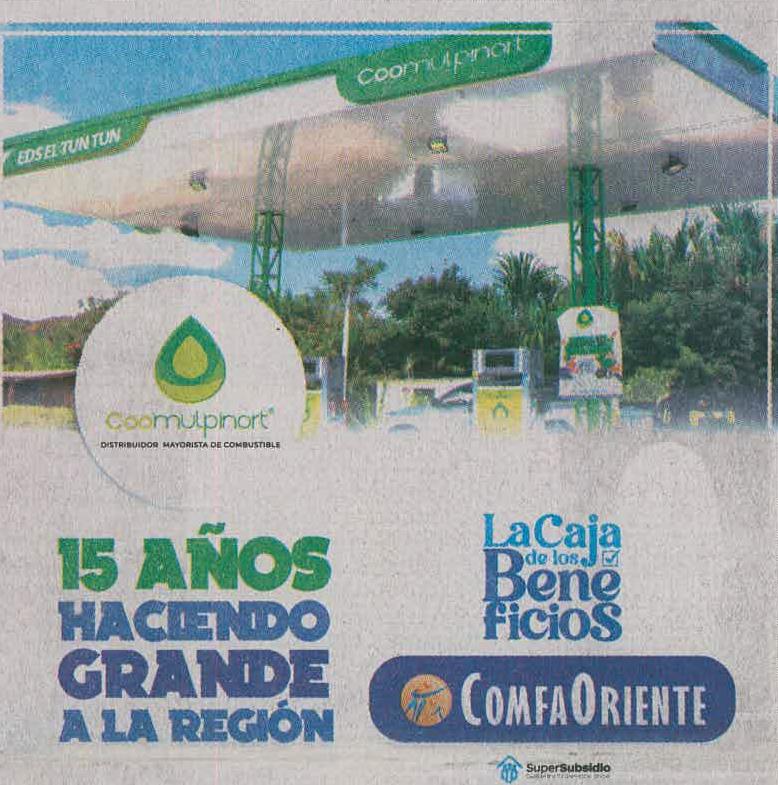 Coomulpinort
EDS EL TUN TUN
Coomulpinort®
DISTRIBUIDOR MAYORISTA DE COMBUSTIBLE
15 AÑOS
HACIENDO
GRANDE
A LA REGIÓN
La Caja
de los
Bene
ficios
COMFAORIENTE
SuperSubsidio